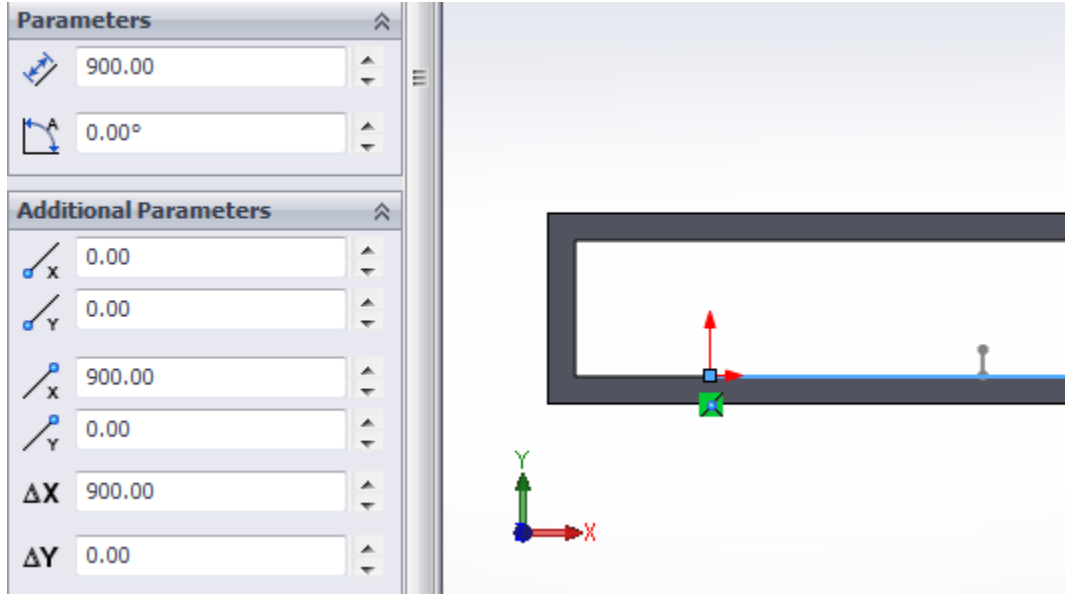 Parameters
900.00
A
0.00°
Additional Parameters
X
0.00
Y
0.00
X
900.00
Y
0.00
ΔX
900.00
ΔY
0.00
Y
X